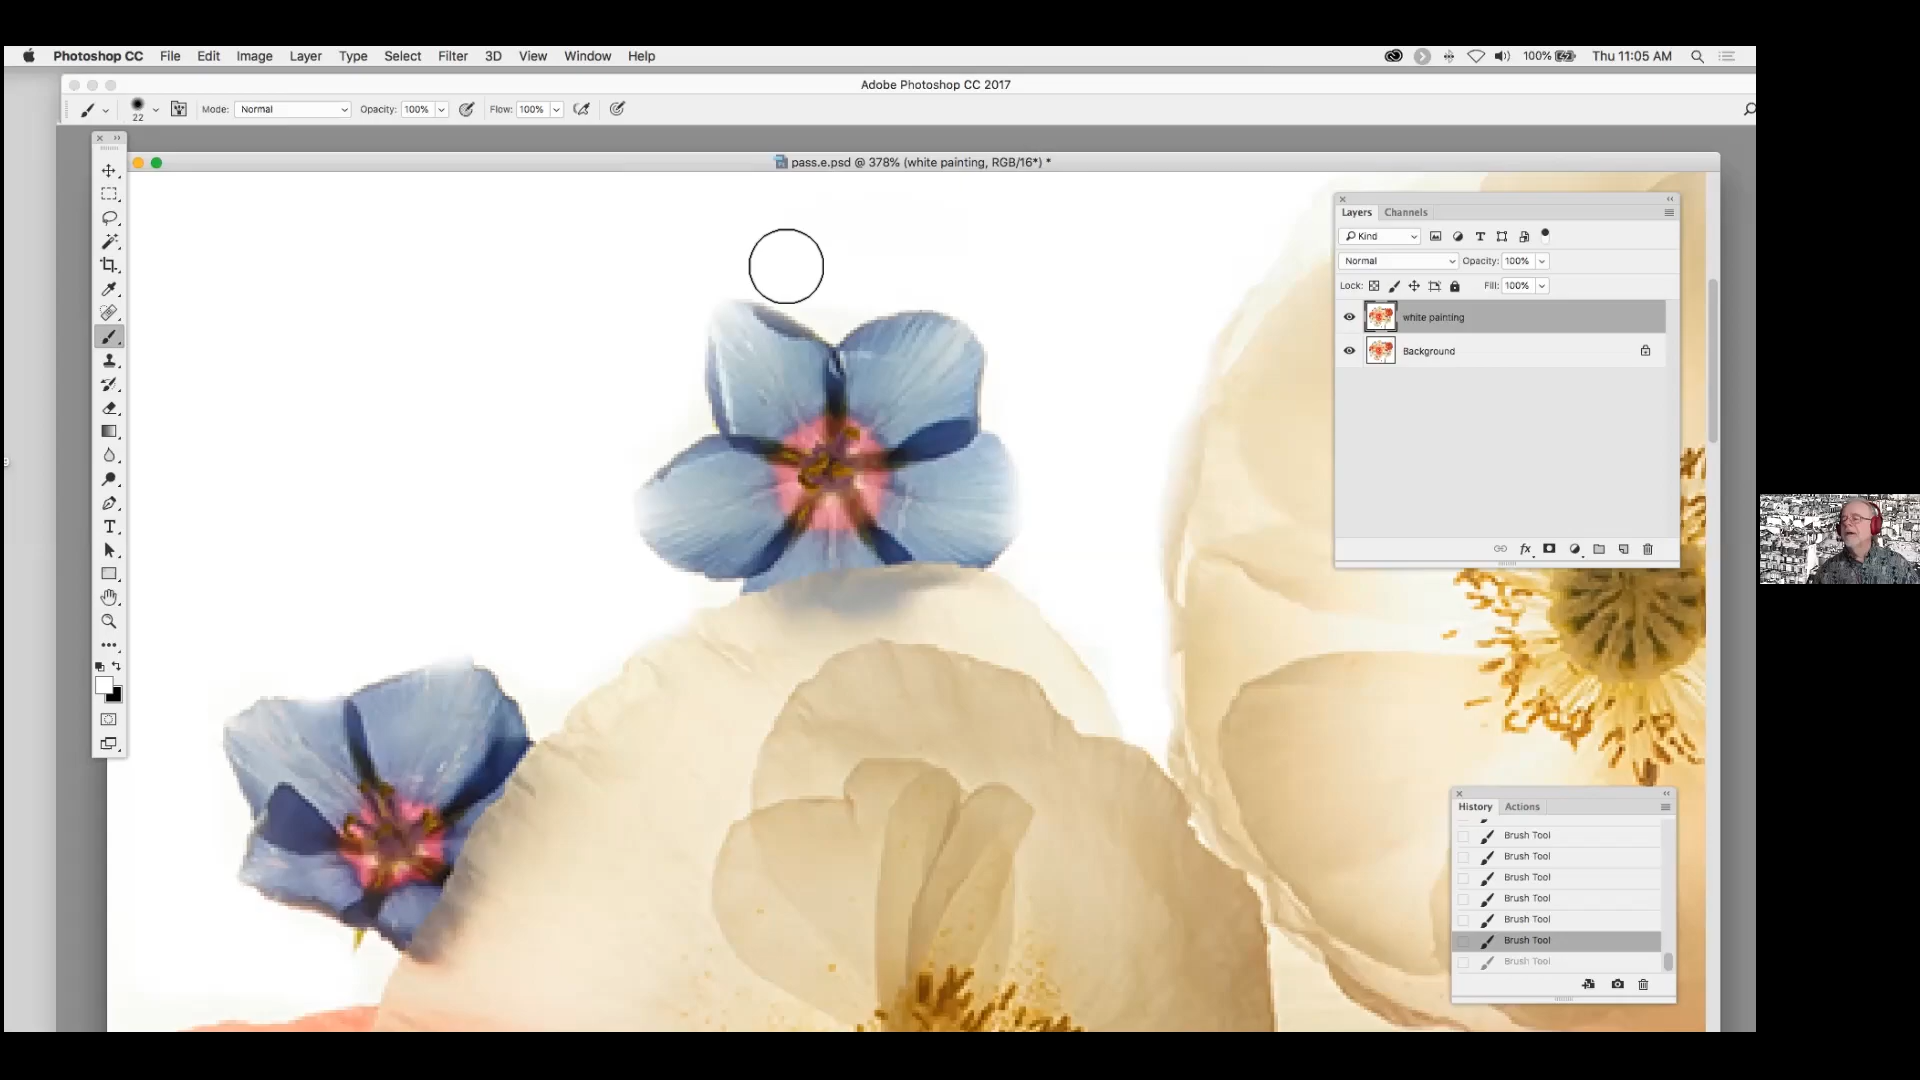 Photoshop CC File Edit Image Layer Type Select Filter 3D View Window Help 100% Thu 11:05 AM
Adobe Photoshop CC 2017
22 Mode: Normal Opacity: 100% Flow: 100%
pass.e.psd @ 378% (white painting, RGB/16*) *
Layers Channels
Kind
Normal Opacity: 100%
Lock: Fill: 100%
white painting
Background
fx
History Actions
Brush Tool
Brush Tool
Brush Tool
Brush Tool
Brush Tool
Brush Tool
Brush Tool